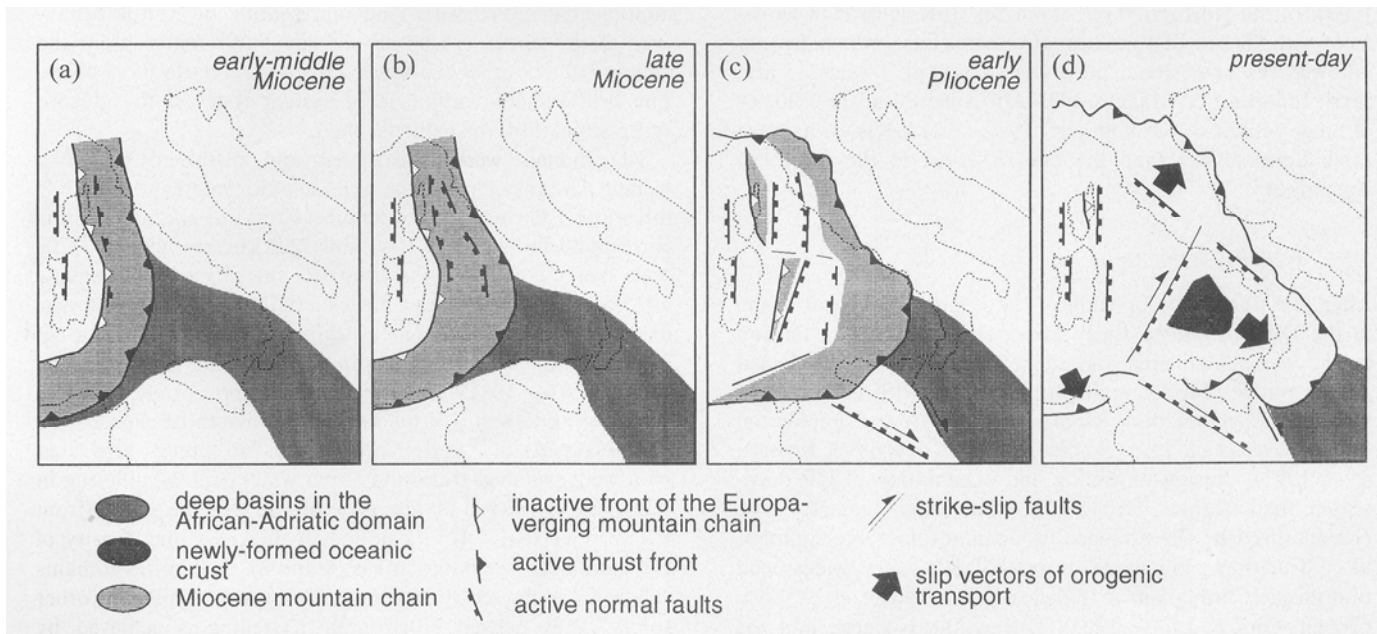 (a)
early-middle
Miocene
(b)
late
Miocene
(c)
early
Pliocene
(d)
present-day
deep basins in the
African-Adriatic domain
newly-formed oceanic
crust
Miocene mountain chain
inactive front of the Europa-
verging mountain chain
active thrust front
active normal faults
strike-slip faults
slip vectors of orogenic
transport